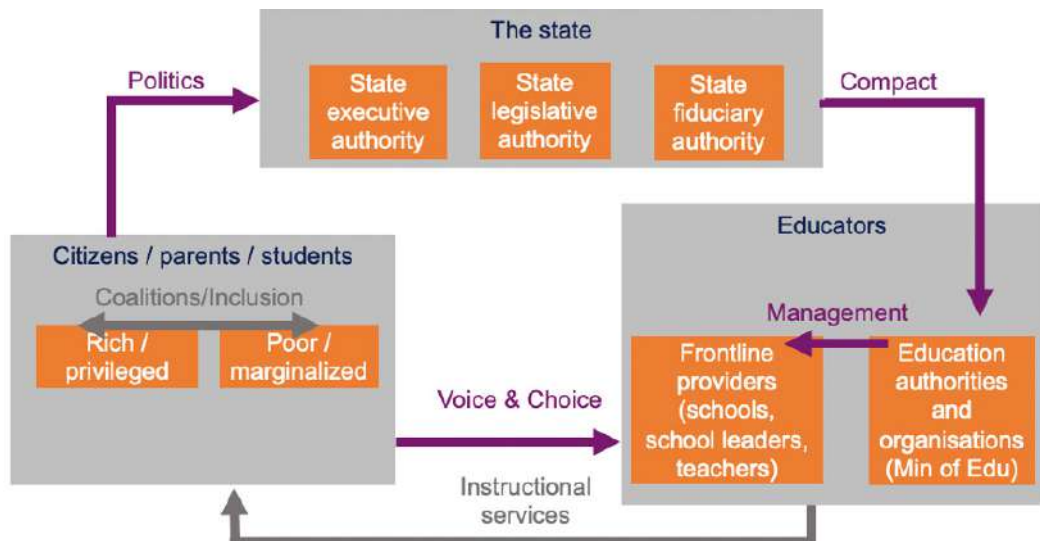 The state
Politics
Compact
State
executive
authority
State
legislative
authority
State
fiduciary
authority
Citizens / parents / students
Coalitions/Inclusion
Rich /
privileged
Poor /
marginalized
Educators
Management
Frontline
providers
(schools,
school leaders,
teachers)
Education
authorities
and
organisations
(Min of Edu)
Voice & Choice
Instructional
services